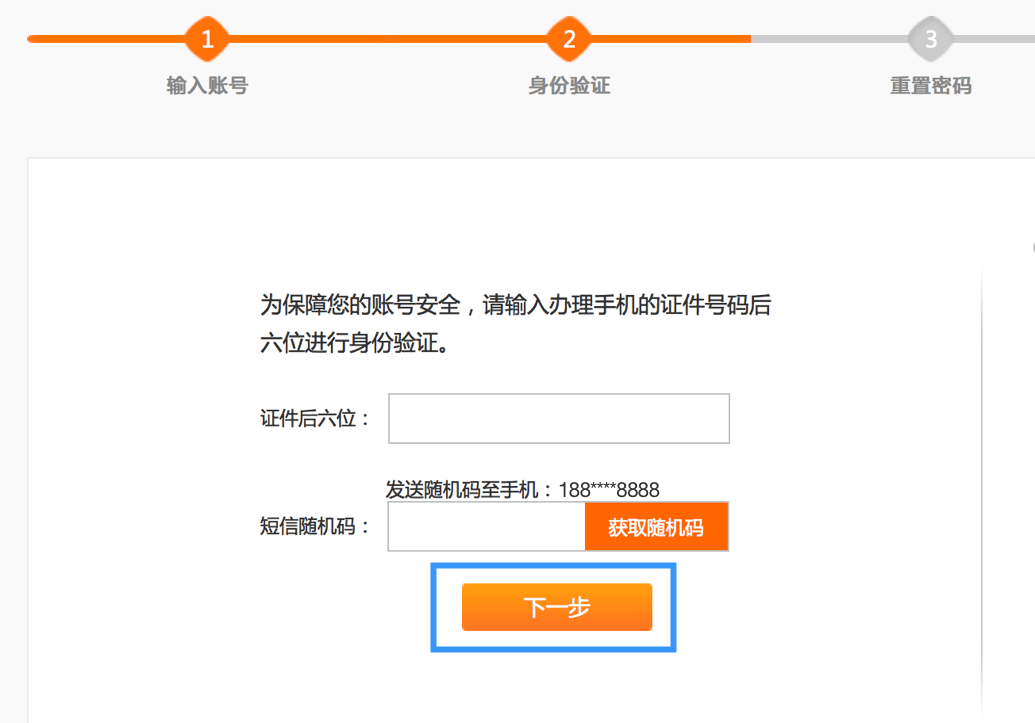 1
2
3
输入账号
身份验证
重置密码
为保障您的账号安全，请输入办理手机的证件号码后
六位进行身份验证。
证件后六位：
发送随机码至手机：188****8888
短信随机码：
获取随机码
下一步